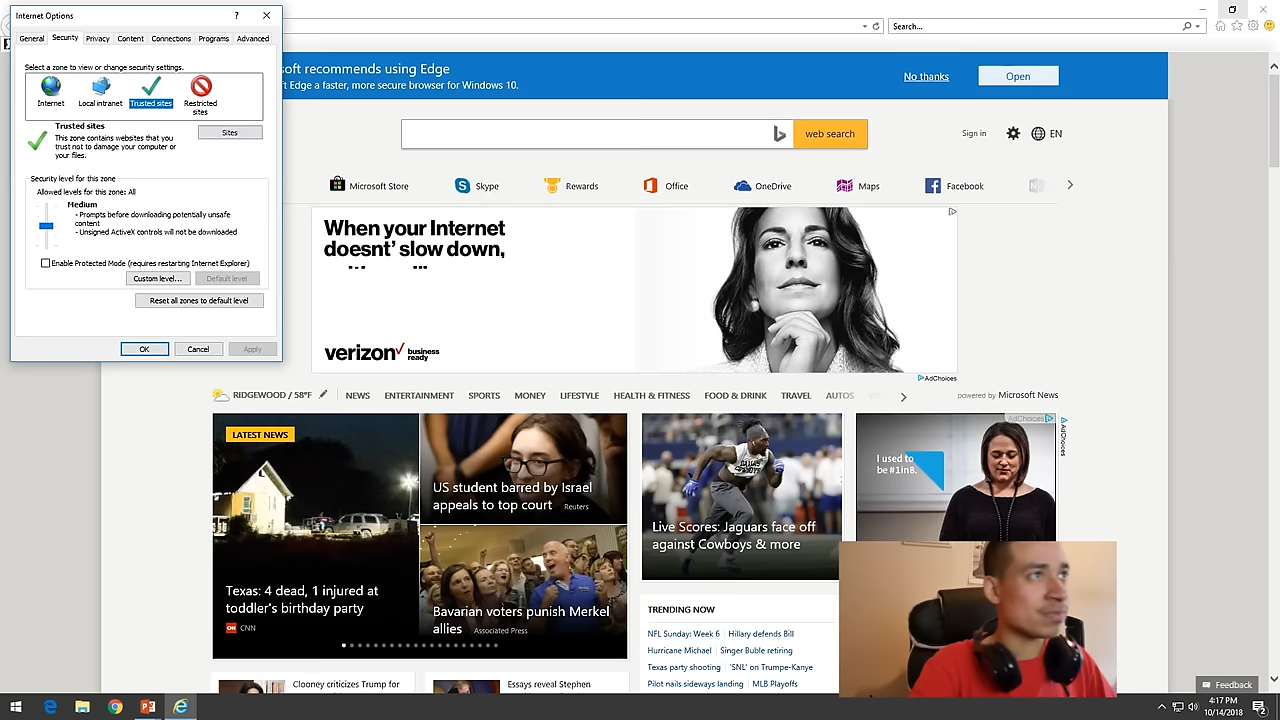 Internet Options
?
General Security Privacy Content Connections Programs Advanced
Select a zone to view or change security settings.
Internet
Local intranet
Trusted sites
Restricted
sites
Trusted sites
This zone contains websites that you
trust not to damage your computer or
your files.
Sites
Security level for this zone
Allowed levels for this zone: All
Medium
- Prompts before downloading potentially unsafe
content
- Unsigned ActiveX controls will not be downloaded
Enable Protected Mode (requires restarting Internet Explorer)
Custom level...
Default level
Reset all zones to default level
OK
Cancel
Apply
Search...
soft recommends using Edge
ft Edge a faster, more secure browser for Windows 10.
No thanks
Open
web search
Sign in
EN
Microsoft Store
Skype
Rewards
Office
OneDrive
Maps
Facebook
When your Internet
doesnt’ slow down,
verizon✓ business
ready
AdChoices
RIDGEWOOD / 58°F
NEWS ENTERTAINMENT SPORTS MONEY LIFESTYLE HEALTH & FITNESS FOOD & DRINK TRAVEL AUTOS
powered by Microsoft News
LATEST NEWS
Texas: 4 dead, 1 injured at
toddler's birthday party
CNN
US student barred by Israel
appeals to top court Reuters
Bavarian voters punish Merkel
allies Associated Press
Live Scores: Jaguars face off
against Cowboys & more
AdChoices
AdChoices
I used to
be #1in8.
TRENDING NOW
NFL Sunday: Week 6 Hillary defends Bill
Hurricane Michael Singer Buble retiring
Texas party shooting 'SNL' on Trumpe-Kanye
Pilot nails sideways landing MLB Playoffs
Clooney criticizes Trump for
Essays reveal Stephen
Feedback
4:17 PM
10/14/2018
2